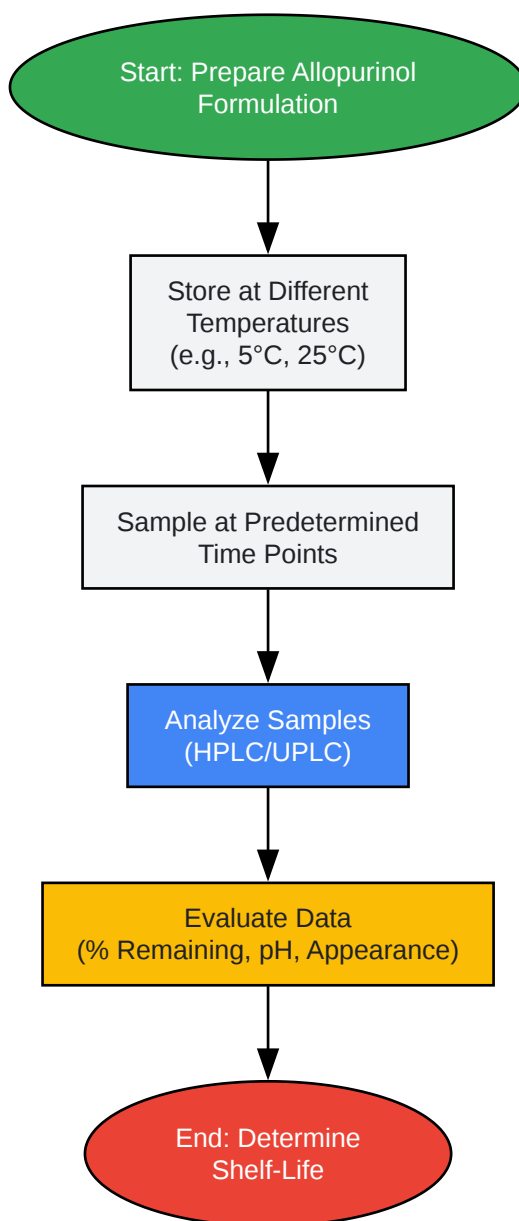 Start: Prepare Allopurinol
Formulation
Store at Different
Temperatures
(e.g., 5°C, 25°C)
Sample at Predetermined
Time Points
Analyze Samples
(HPLC/UPLC)
Evaluate Data
(% Remaining, pH, Appearance)
End: Determine
Shelf-Life